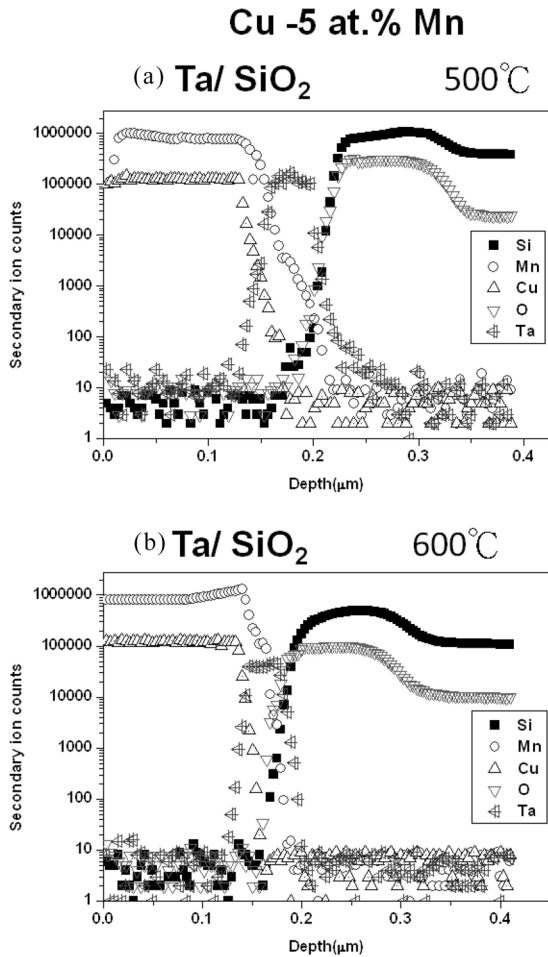 Cu -5 at.% Mn
(a) Ta/ SiO₂ 500℃
1000000
100000
10000
1000
100
10
1
Secondary ion counts
Si
Mn
Cu
O
Ta
0.0 0.1 0.2 0.3 0.4
Depth(μm)
(b) Ta/ SiO₂ 600℃
1000000
100000
10000
1000
100
10
1
Secondary ion counts
Si
Mn
Cu
O
Ta
0.0 0.1 0.2 0.3 0.4
Depth(μm)